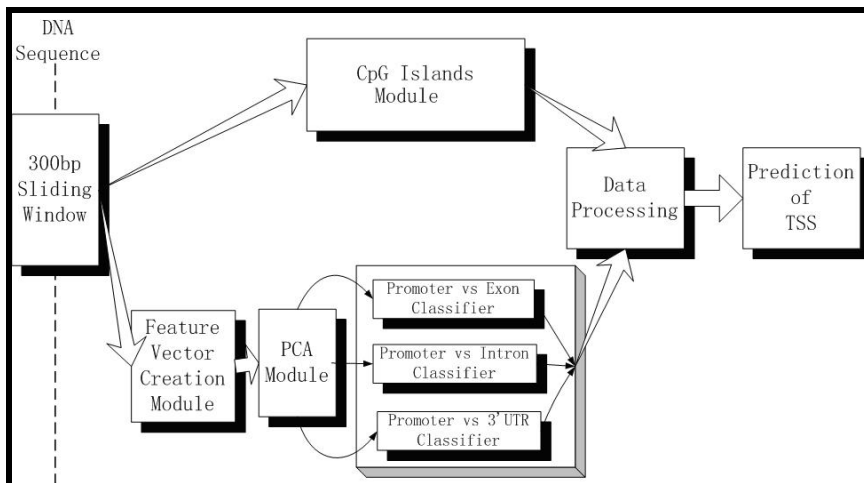 DNA
Sequence
CpG Islands
Module
300bp
Sliding
Window
Data
Processing
Prediction
of
TSS
Promoter vs Exon
Classifier
Feature
Vector
Creation
Module
PCA
Module
Promoter vs Intron
Classifier
Promoter vs 3'UTR
Classifier